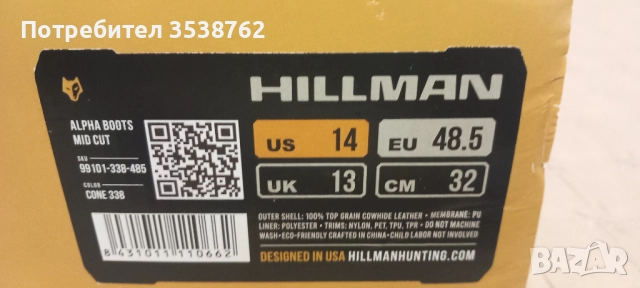 Потребител 3538762
HILLMAN
ALPHA BOOTS
MID CUT
SKU
99101-338-485
COLOR
CONE 338
US 14
EU 48.5
UK 13
CM 32
OUTER SHELL: 100% TOP GRAIN COWHIDE LEATHER • MEMBRANE: PU
LINER: POLYESTER • TRIMS: NYLON, PET, TPU, TPR • DO NOT MACHINE
WASH • ECO-FRIENDLY CRAFTED IN CHINA • CHILD LABOR NOT INVOLVED
DESIGNED IN USA HILLMANHUNTING.COM
8 431011 110662
BAZAR